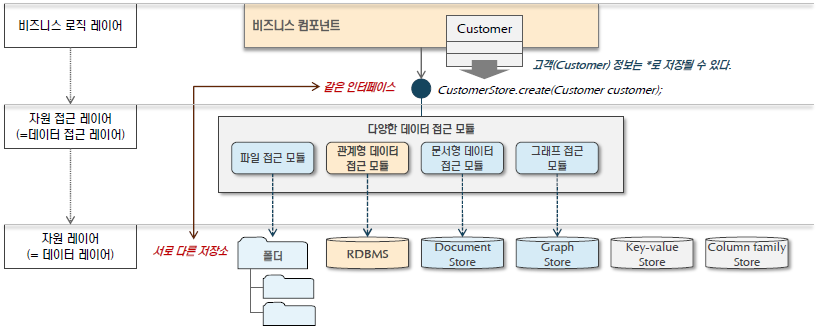 비즈니스 로직 레이어
비즈니스 컴포넌트
Customer
고객(Customer) 정보는 *로 저장될 수 있다.
같은 인터페이스
CustomerStore.create(Customer customer);
자원 접근 레이어
(=데이터 접근 레이어)
다양한 데이터 접근 모듈
파일 접근 모듈
관계형 데이터
접근 모듈
문서형 데이터
접근 모듈
그래프 접근
모듈
자원 레이어
(= 데이터 레이어)
서로 다른 저장소
폴더
RDBMS
Document
Store
Graph
Store
Key-value
Store
Column family
Store